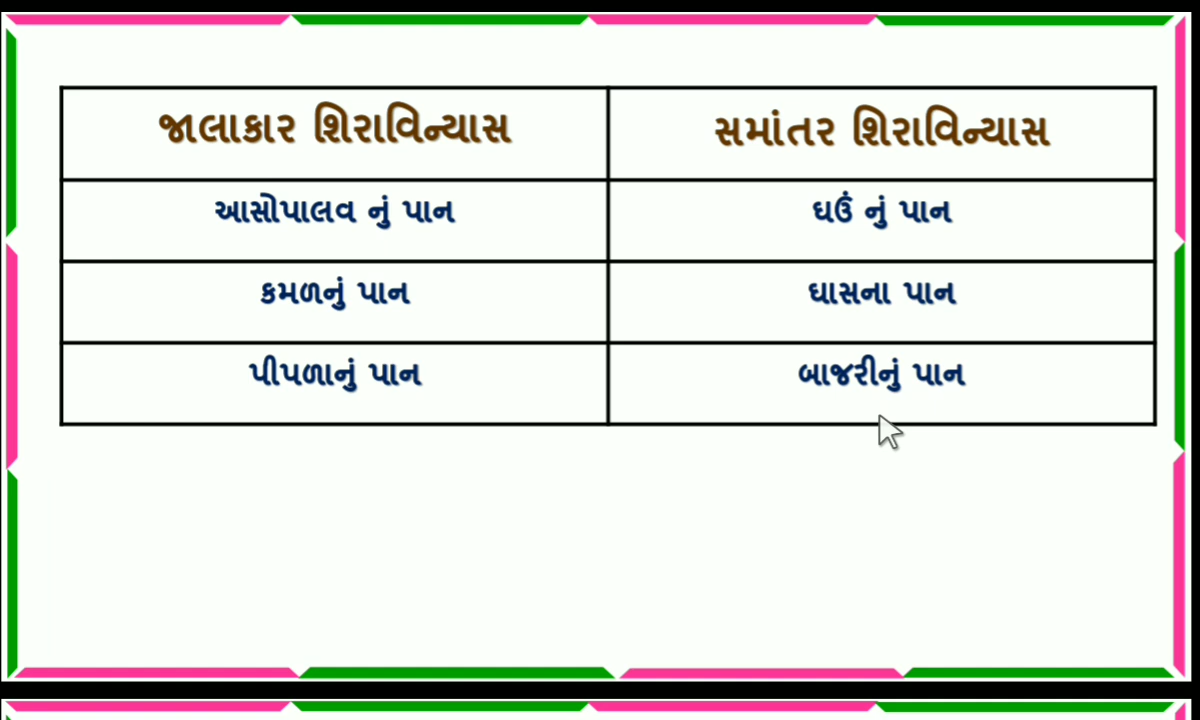 જાલાકાર શિરાવિન્યાસ સમાંતર શિરાવિન્યાસ
આસોપાલવ નું પાન ઘઉં નું પાન
કમળનું પાન ઘાસના પાન
પીપળાનું પાન બાજરીનું પાન